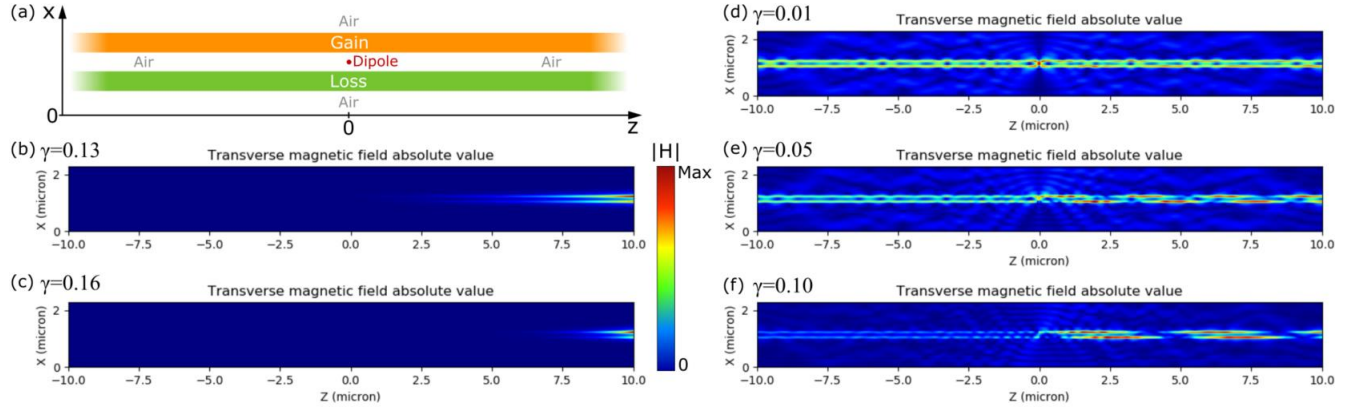 (a)
X
Air
Gain
Air
•Dipole
Air
Loss
Air
0
0
Z
(b) γ=0.13
Transverse magnetic field absolute value
X (micron)
2
0
−10.0 −7.5 −5.0 −2.5 0.0 2.5 5.0 7.5 10.0
(c) γ=0.16
Transverse magnetic field absolute value
X (micron)
2
0
−10.0 −7.5 −5.0 −2.5 0.0 2.5 5.0 7.5 10.0
Z (micron)
|H|
Max
0
(d) γ=0.01
Transverse magnetic field absolute value
X (micron)
2
0
−10.0 −7.5 −5.0 −2.5 0.0 2.5 5.0 7.5 10.0
Z (micron)
(e) γ=0.05
Transverse magnetic field absolute value
X (micron)
2
0
−10.0 −7.5 −5.0 −2.5 0.0 2.5 5.0 7.5 10.0
Z (micron)
(f) γ=0.10
Transverse magnetic field absolute value
X (micron)
2
0
−10.0 −7.5 −5.0 −2.5 0.0 2.5 5.0 7.5 10.0
Z (micron)